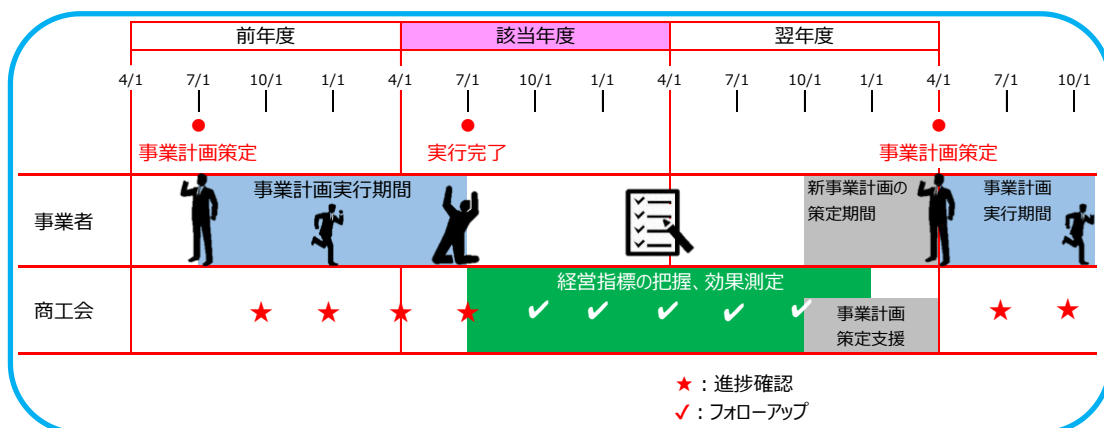 前年度 該当年度 翌年度
4/1 7/1 10/1 1/1 4/1 7/1 10/1 1/1 4/1 7/1 10/1 1/1 4/1 7/1 10/1
事業計画策定 実行完了 事業計画策定
事業者
事業計画実行期間
新事業計画の
策定期間
事業計画
実行期間
商工会
経営指標の把握、効果測定
事業計画
策定支援
★：進捗確認
✓：フォローアップ